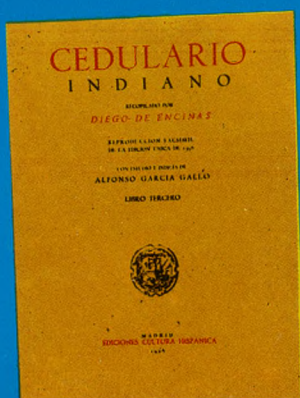 CEDULARIO
INDIANO
RECOPILADO POR
DIEGO DE ENCINAS
REPRODUCCION FACSIMIL
DE LA EDICION UNICA DE 1596
CON ESTUDIO E INDICES DE
ALFONSO GARCIA GALLO
LIBRO TERCERO
MADRID
EDICIONES CULTURA HISPANICA